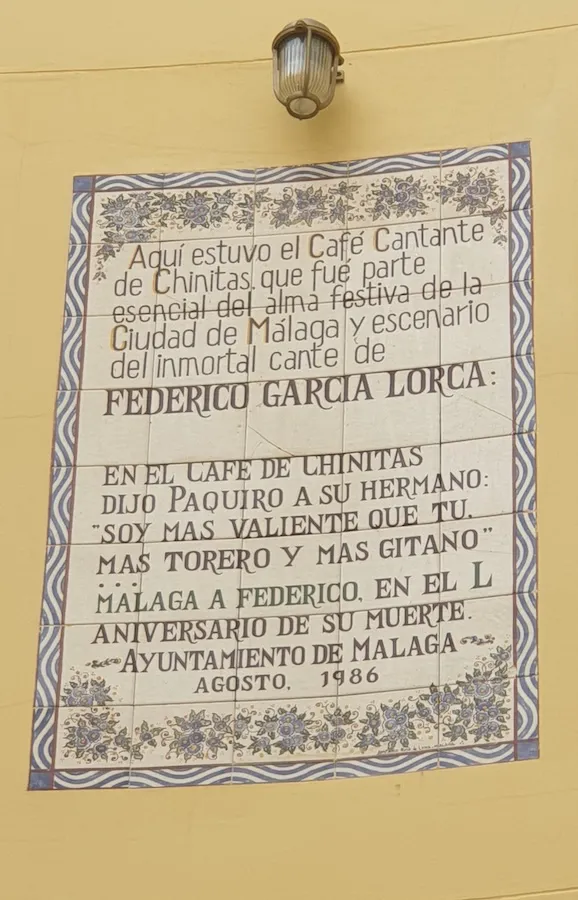 Aquí estuvo el Café Cantante
de Chinitas que fue parte
esencial del alma festiva de la
Ciudad de Málaga y escenario
del inmortal cante de
FEDERICO GARCIA LORCA:
EN EL CAFE DE CHINITAS
DIJO PAQUIRO A SU HERMANO:
"SOY MAS VALIENTE QUE TU,
MAS TORERO Y MAS GITANO"
...
MALAGA A FEDERICO, EN EL L
ANIVERSARIO DE SU MUERTE.
AYUNTAMIENTO DE MALAGA
AGOSTO, 1986